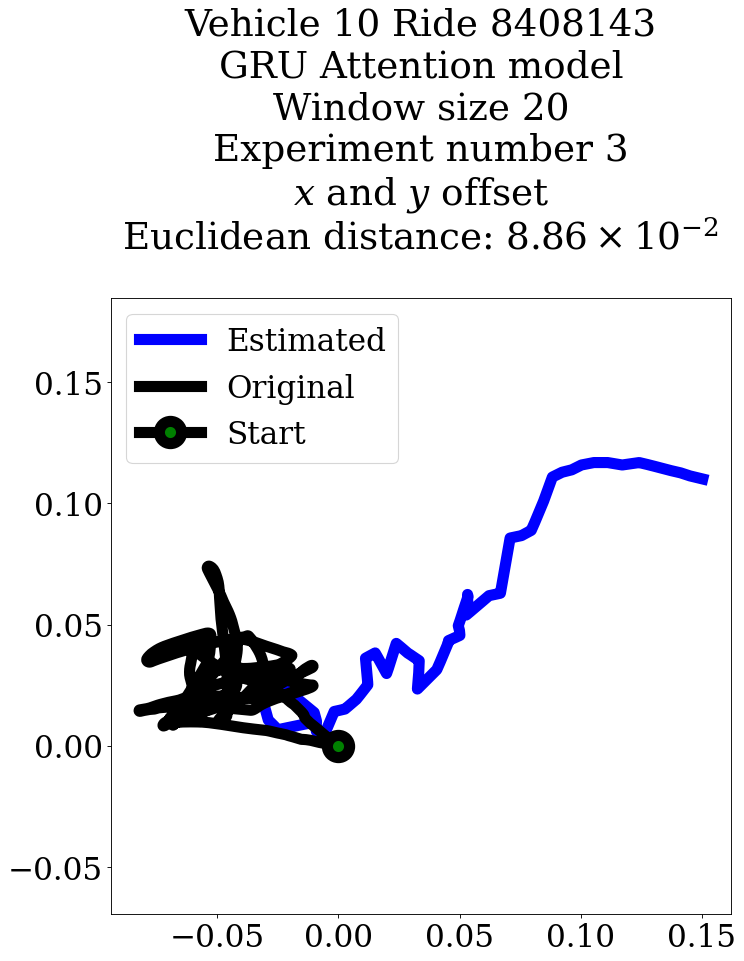 Vehicle 10 Ride 8408143
GRU Attention model
Window size 20
Experiment number 3
x and y offset
Euclidean distance: 8.86 × 10⁻²
Estimated
Original
Start
0.15
0.10
0.05
0.00
−0.05
−0.05 0.00 0.05 0.10 0.15